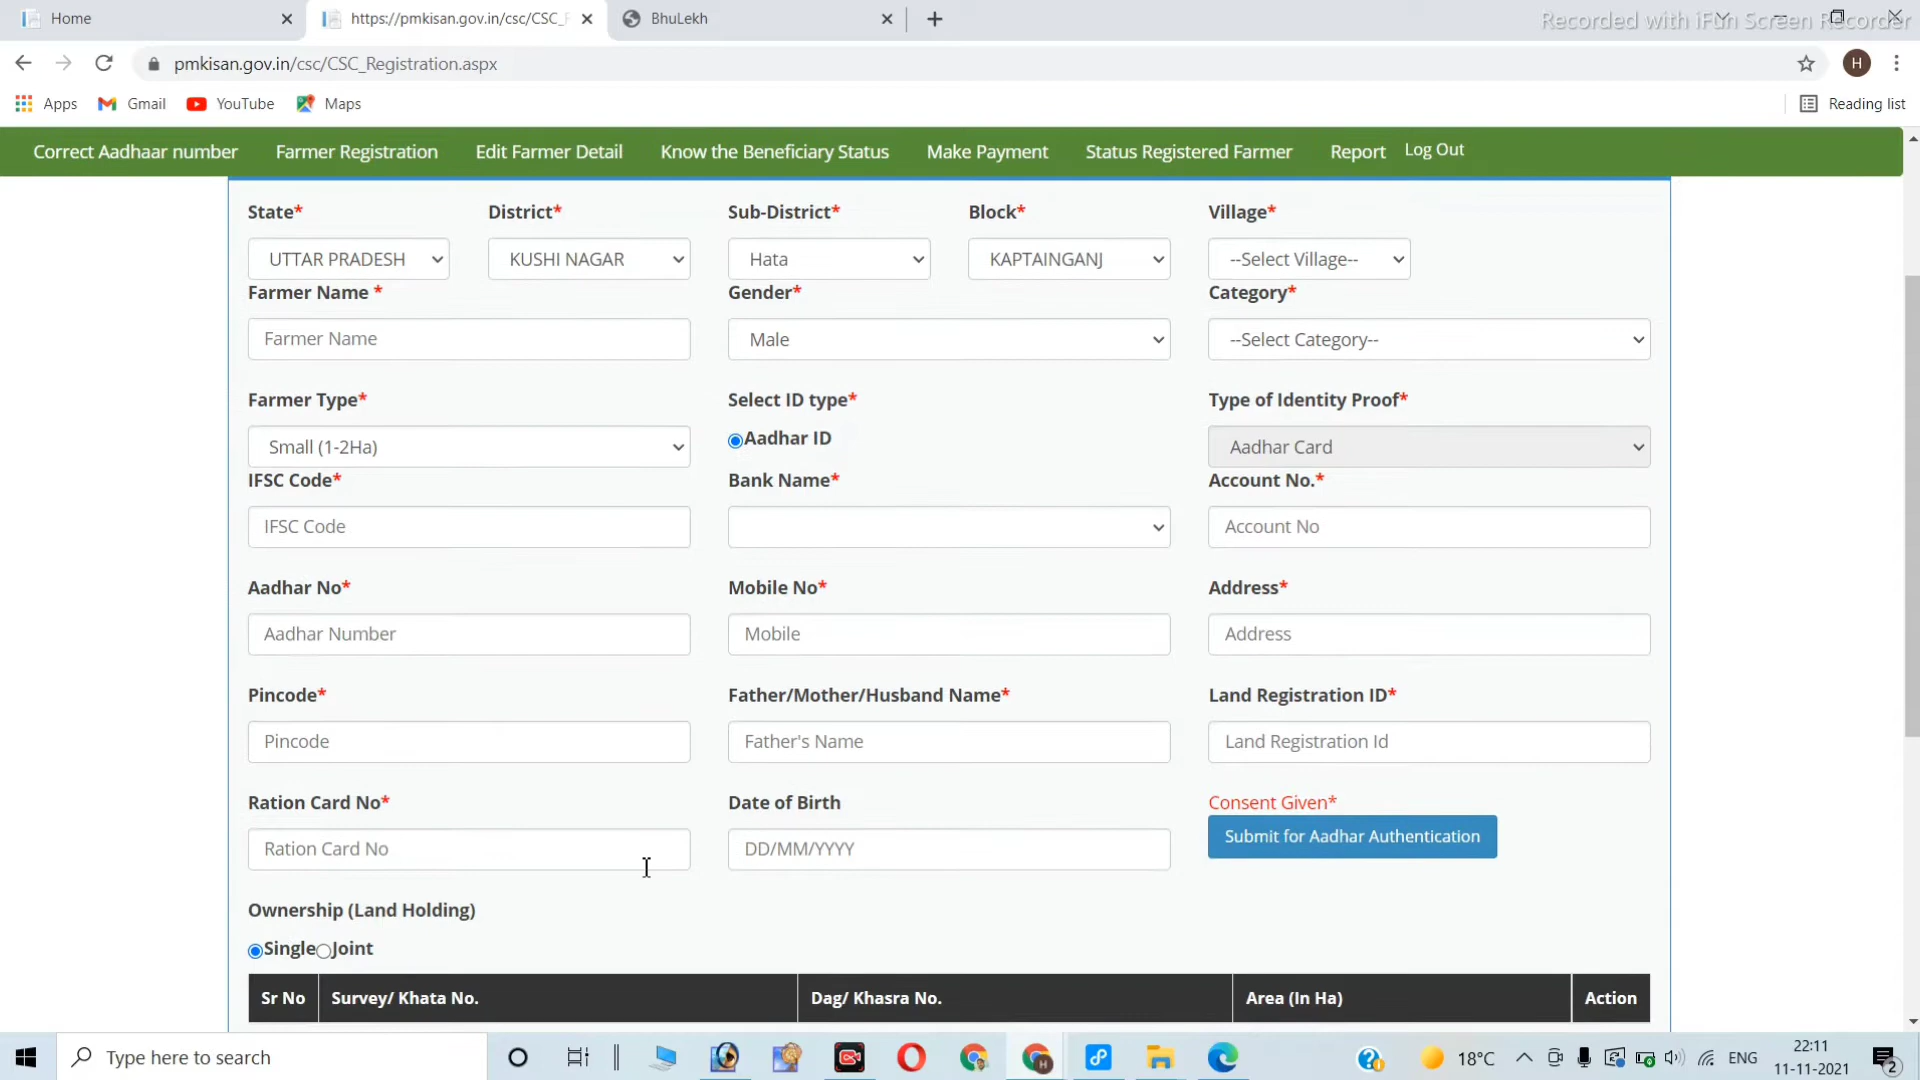 Home
https://pmkisan.gov.in/csc/CSC_F
BhuLekh
Recorded with iFun Screen Recorder
pmkisan.gov.in/csc/CSC_Registration.aspx
H
Apps
Gmail
YouTube
Maps
Reading list
Correct Aadhaar number
Farmer Registration
Edit Farmer Detail
Know the Beneficiary Status
Make Payment
Status Registered Farmer
Report
Log Out
State*
District*
Sub-District*
Block*
Village*
UTTAR PRADESH
KUSHI NAGAR
Hata
KAPTAINGANJ
--Select Village--
Farmer Name *
Gender*
Category*
Farmer Name
Male
--Select Category--
Farmer Type*
Select ID type*
Type of Identity Proof*
Small (1-2Ha)
Aadhar ID
Aadhar Card
IFSC Code*
Bank Name*
Account No.*
IFSC Code
Account No
Aadhar No*
Mobile No*
Address*
Aadhar Number
Mobile
Address
Pincode*
Father/Mother/Husband Name*
Land Registration ID*
Pincode
Father's Name
Land Registration Id
Ration Card No*
Date of Birth
Consent Given*
Ration Card No
DD/MM/YYYY
Submit for Aadhar Authentication
Ownership (Land Holding)
Single
Joint
Sr No
Survey/ Khata No.
Dag/ Khasra No.
Area (In Ha)
Action
Type here to search
18°C
ENG
22:11
11-11-2021
2